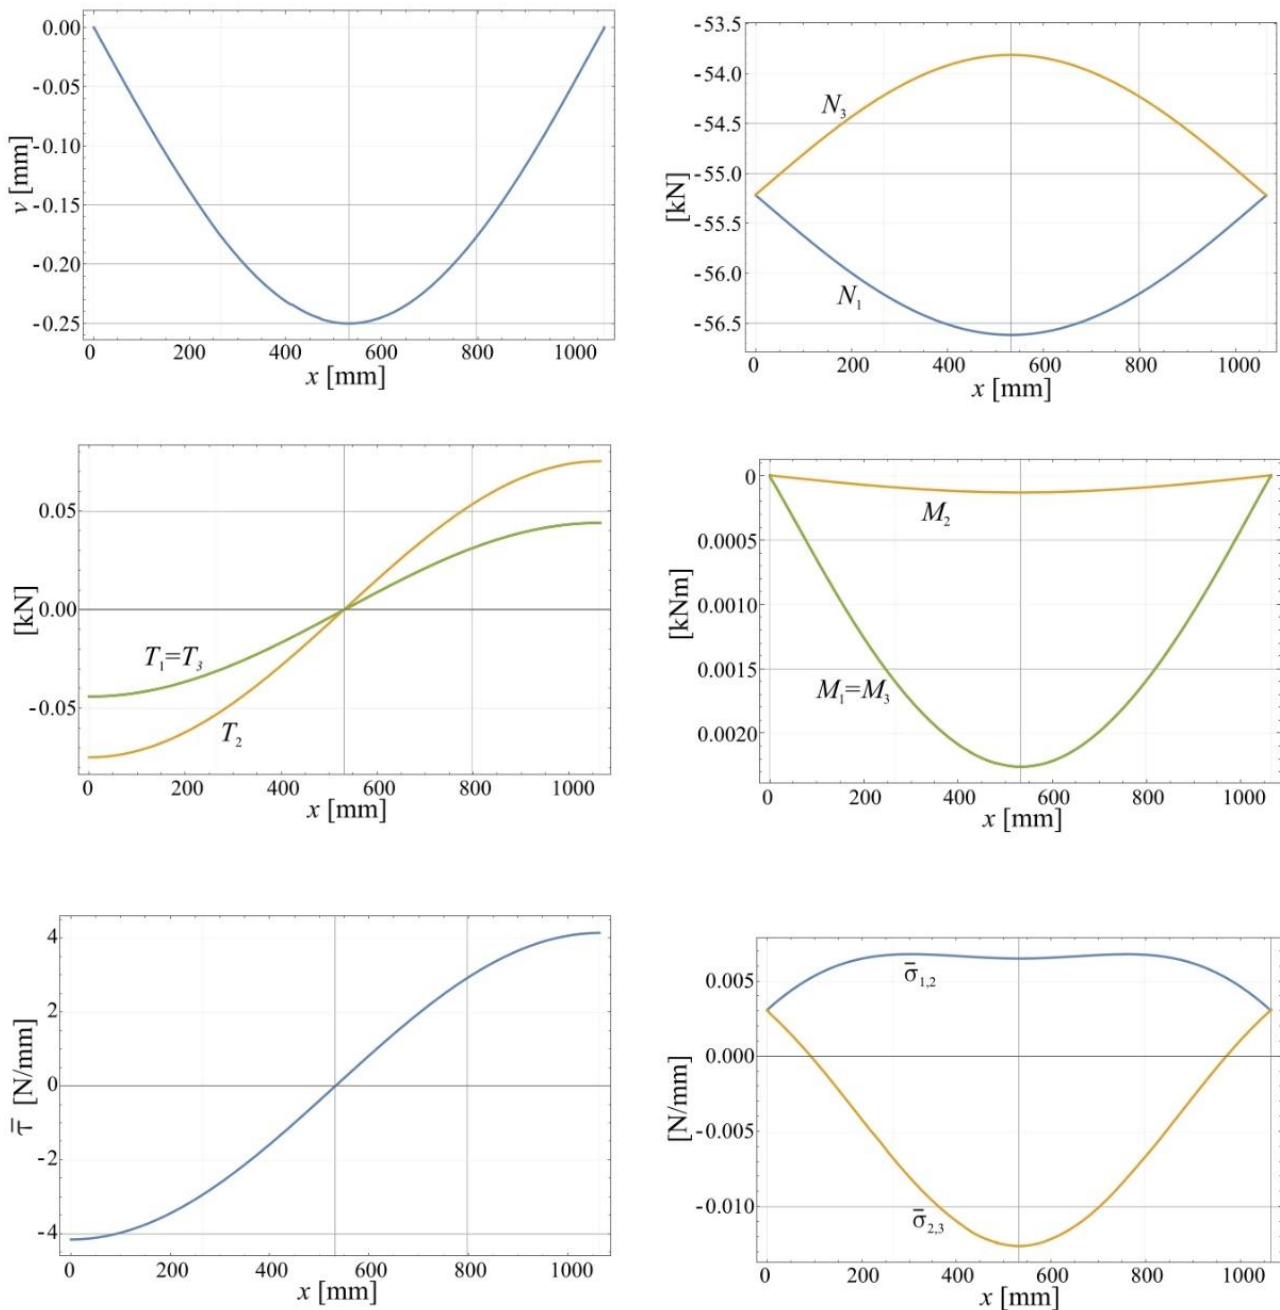 0.00
-0.05
-0.10
-0.15
-0.20
-0.25
v [mm]
0 200 400 600 800 1000
x [mm]
-53.5
-54.0
-54.5
-55.0
-55.5
-56.0
-56.5
[kN]
N₃
N₁
200 400 600 800 1000
x [mm]
0.05
0.00
-0.05
[kN]
T₁=T₃
T₂
0 200 400 600 800 1000
x [mm]
0
0.0005
0.0010
0.0015
0.0020
[kNm]
M₂
M₁=M₃
0 200 400 600 800 1000
x [mm]
4
2
0
-2
-4
τ̄ [N/mm]
0 200 400 600 800 1000
x [mm]
0.005
0.000
-0.005
-0.010
[N/mm]
σ̄₁,₂
σ̄₂,₃
0 200 400 600 800 1000
x [mm]